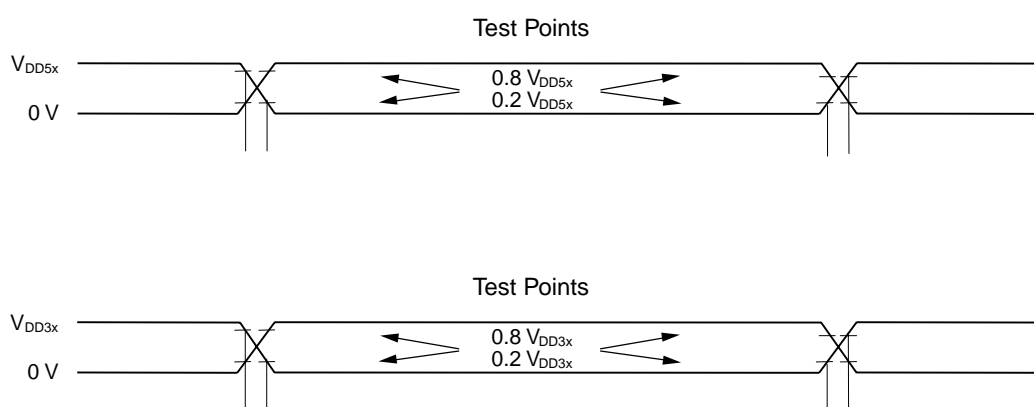 Test Points
VDD5x
0.8 VDD5x
0.2 VDD5x
0 V
Test Points
VDD3x
0.8 VDD3x
0.2 VDD3x
0 V